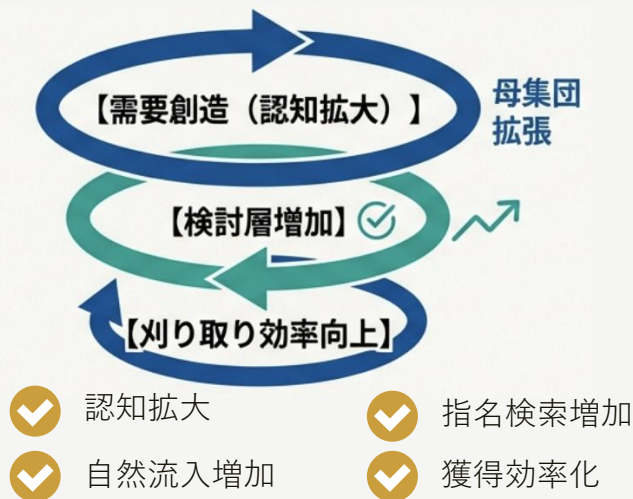 【需要創造（認知拡大）】
母集団
拡張
【検討層増加】
【刈り取り効率向上】
認知拡大
指名検索増加
自然流入増加
獲得効率化